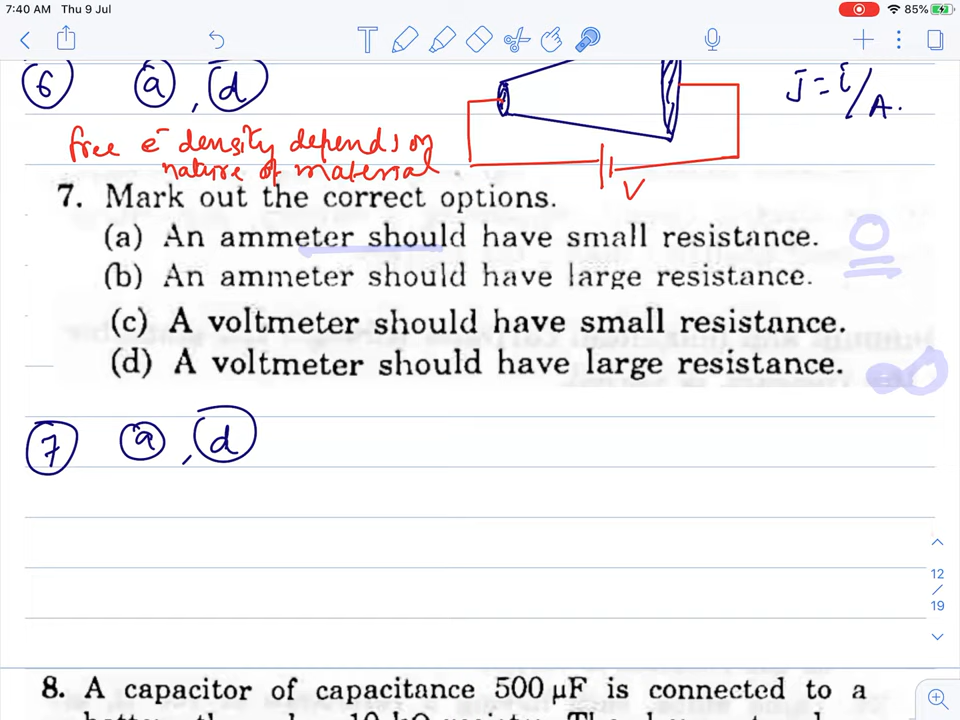 7:40 AM Thu 9 Jul
85%
T
6 a, d
J = i/A.
free e⁻ density depends on
nature of material
V
7. Mark out the correct options.
(a) An ammeter should have small resistance.
0
(b) An ammeter should have large resistance.
(c) A voltmeter should have small resistance.
(d) A voltmeter should have large resistance.
∞
7 a, d
12
/
19
8. A capacitor of capacitance 500 μF is connected to a